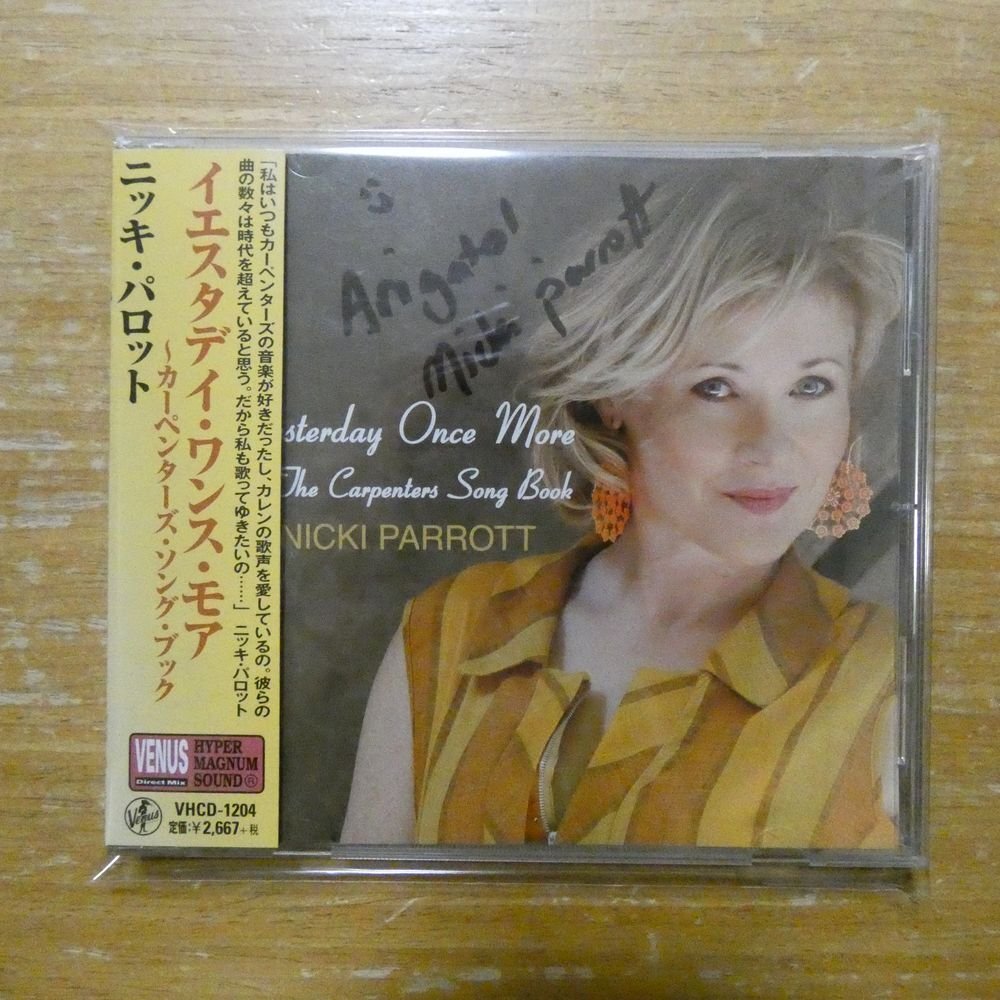 イエスタデイ・ワンス・モア
～カーペンターズ・ソング・ブック
ニッキ・パロット
「私はいつもカーペンターズの音楽が好きだったし、カレンの歌声を愛しているの。彼らの
曲の数々は時代を超えていると思う。だから私も歌ってゆきたいの……」 ニッキ・パロット
VENUS
Direct Mix
HYPER
MAGNUM
SOUND®
Venus
VHCD-1204
定価:¥2,667+税
Arigato!
Nicki Parrott
sterday Once More
The Carpenters Song Book
NICKI PARROTT